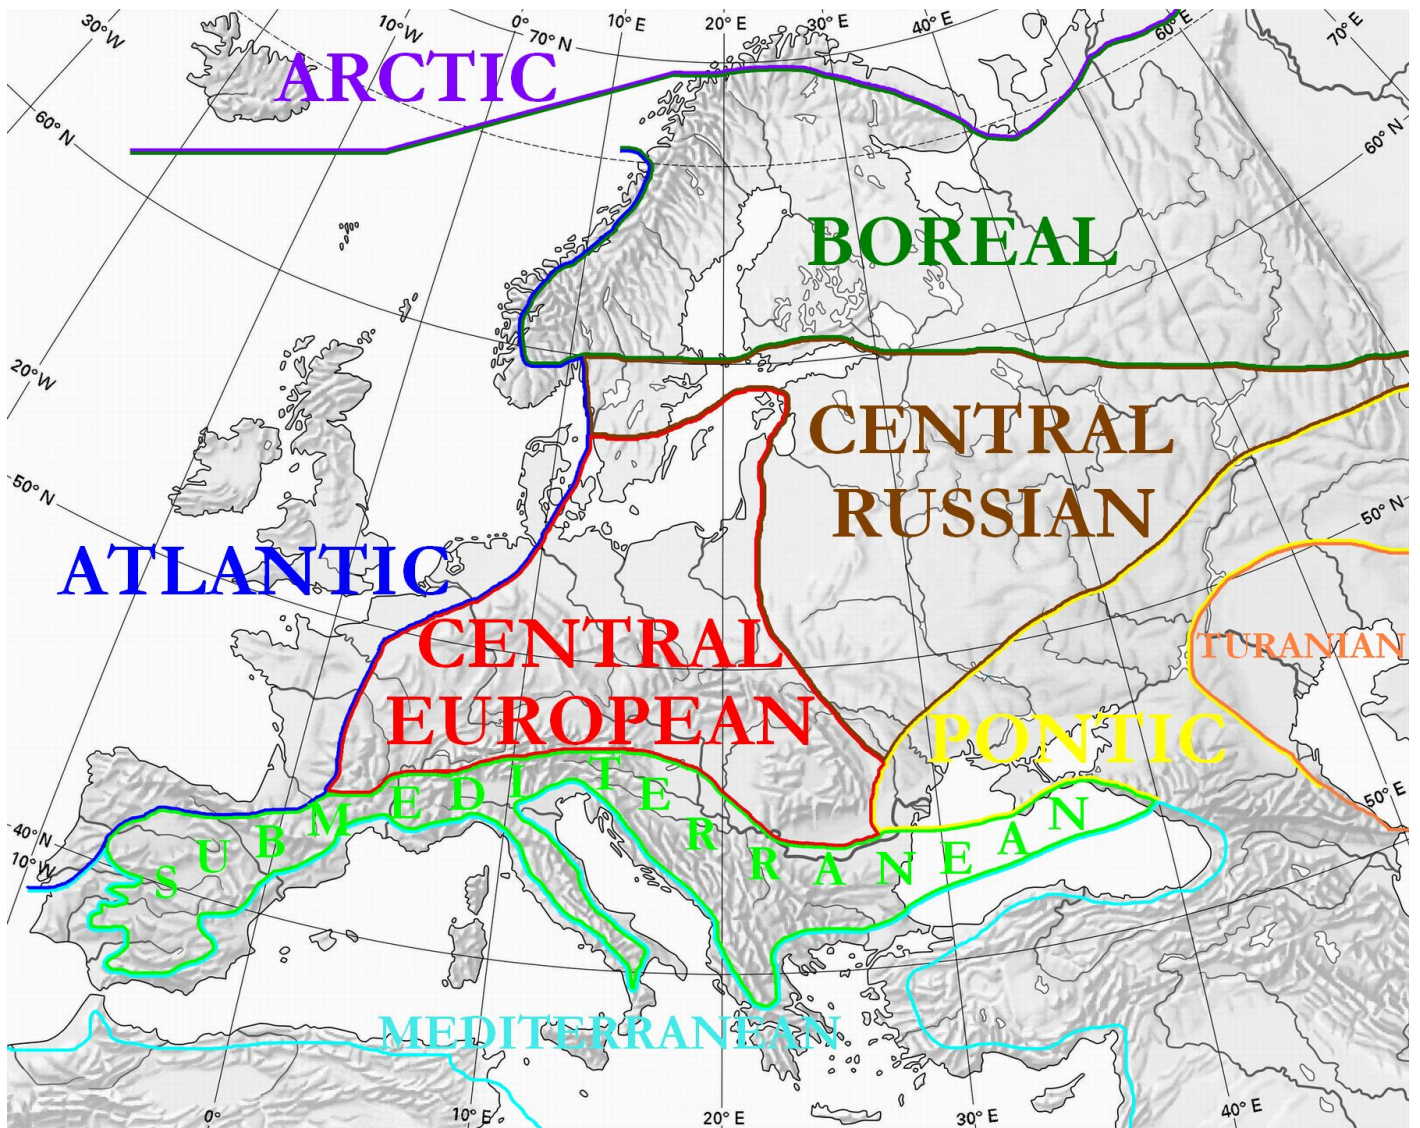 30°W
10°W
0°
70° N
10° E
20° E
30° E
40° E
60° E
70° E
ARCTIC
60° N
60° N
BOREAL
20°W
CENTRAL
RUSSIAN
50° N
50° N
ATLANTIC
CENTRAL
EUROPEAN
TURANIAN
PONTIC
SUBMEDITERRANEAN
50° E
40° N
10°W
MEDITERRANEAN
0°
10° E
20° E
30° E
40° E